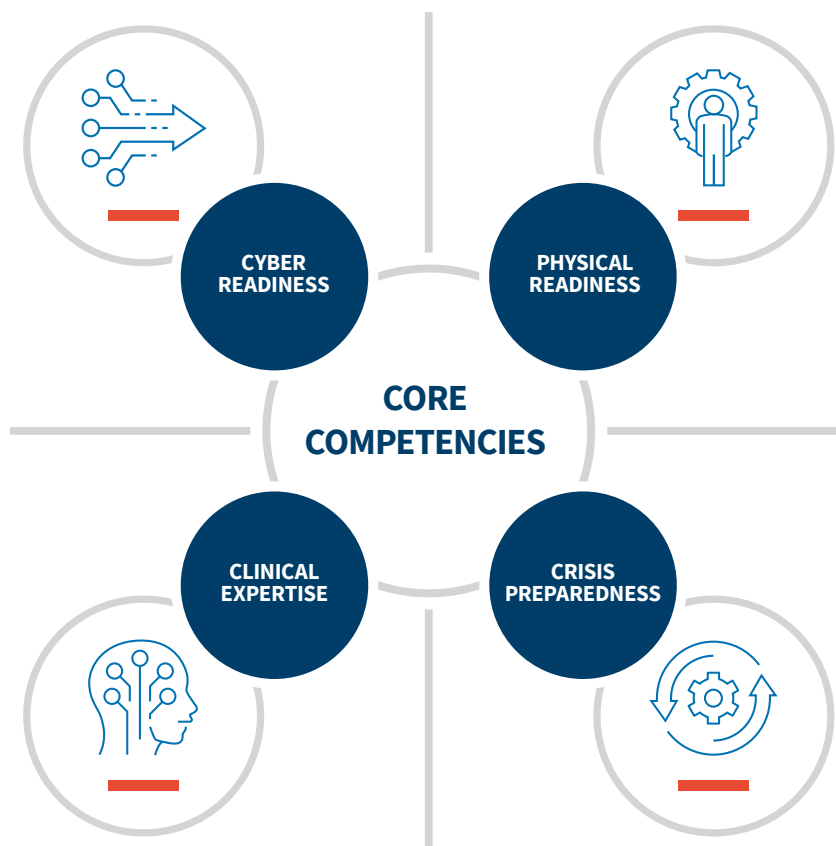 CYBER
READINESS
PHYSICAL
READINESS
CORE
COMPETENCIES
CLINICAL
EXPERTISE
CRISIS
PREPAREDNESS